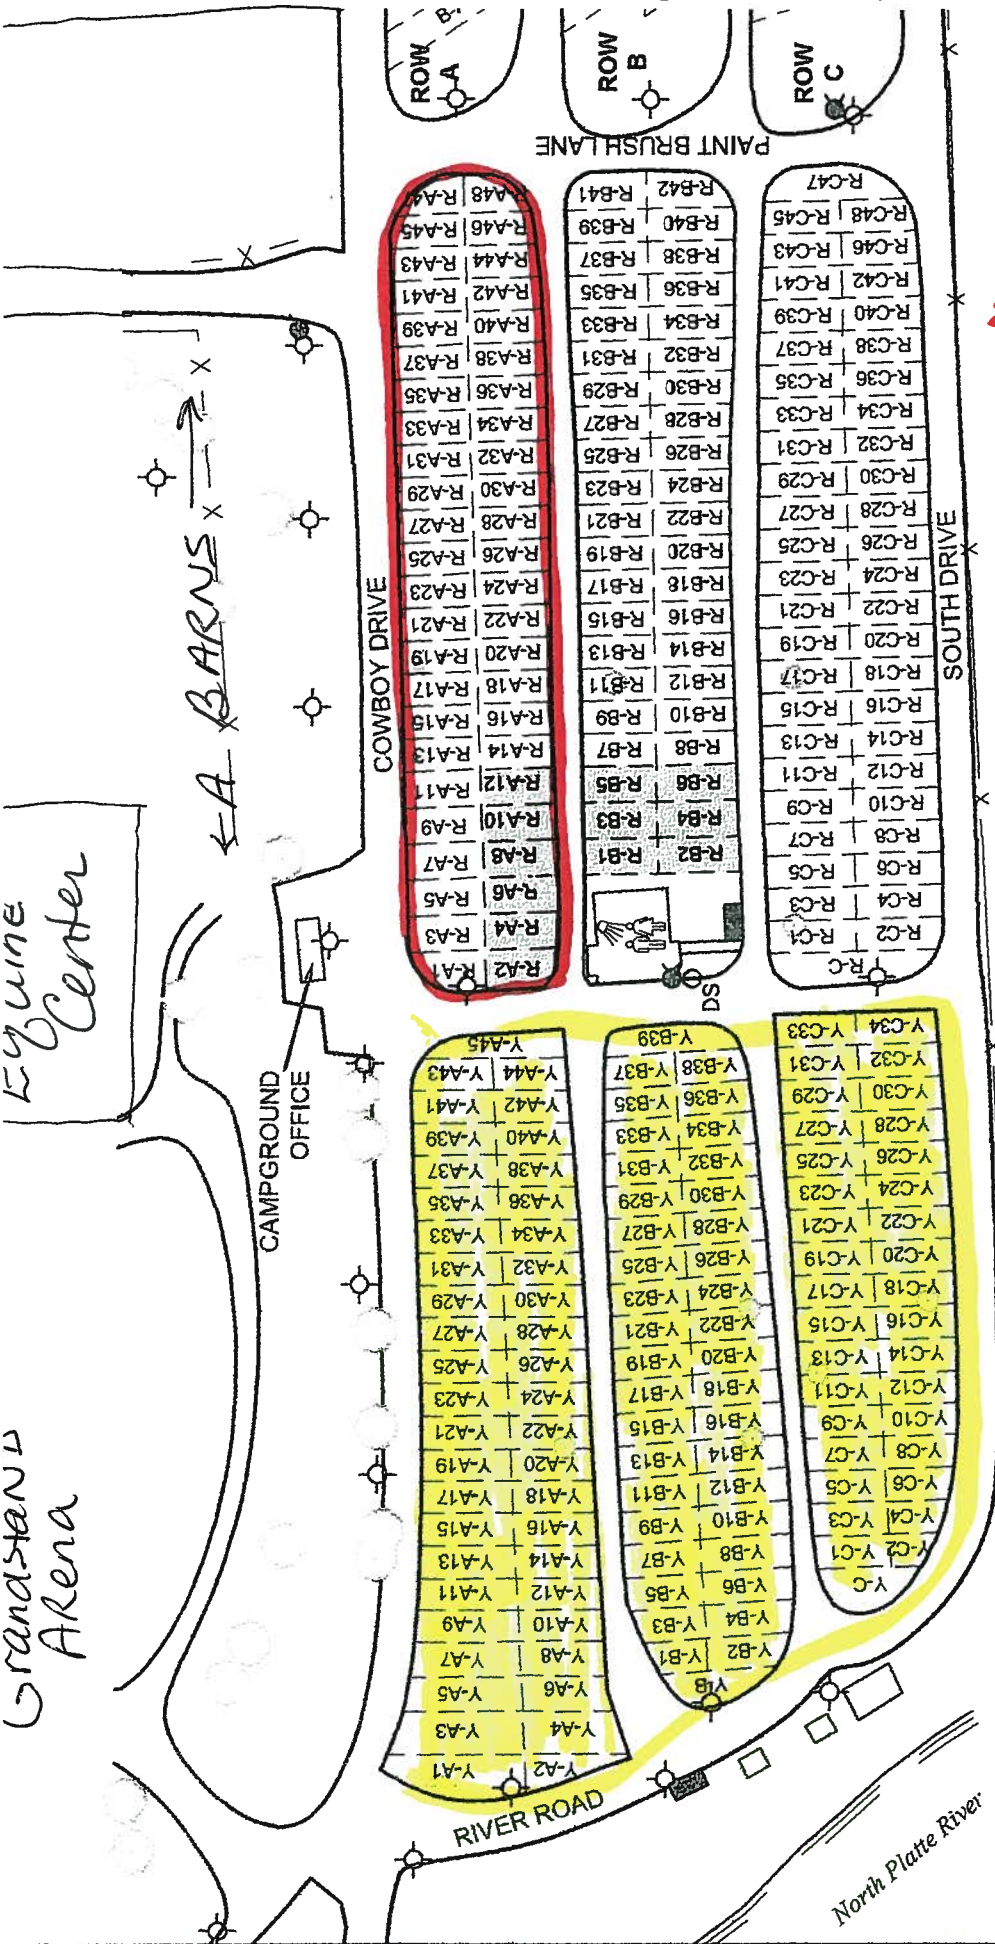 ROW
A
ROW
B
ROW
C
PAINT BRUSH LANE
A BARNS
Equine
Center
Grandstand
Arena
COWBOY DRIVE
SOUTH DRIVE
CAMPGROUND
OFFICE
RIVER ROAD
North Platte River
DS
R-A47 R-A48
R-A45 R-A46
R-A43 R-A44
R-A41 R-A42
R-A39 R-A40
R-A37 R-A38
R-A35 R-A36
R-A33 R-A34
R-A31 R-A32
R-A29 R-A30
R-A27 R-A28
R-A25 R-A26
R-A23 R-A24
R-A21 R-A22
R-A19 R-A20
R-A17 R-A18
R-A15 R-A16
R-A13 R-A14
R-A11 R-A12
R-A9 R-A10
R-A7 R-A8
R-A5 R-A6
R-A3 R-A4
R-A1 R-A2
R-B41 R-B42
R-B39 R-B40
R-B37 R-B38
R-B35 R-B36
R-B33 R-B34
R-B31 R-B32
R-B29 R-B30
R-B27 R-B28
R-B25 R-B26
R-B23 R-B24
R-B21 R-B22
R-B19 R-B20
R-B17 R-B18
R-B15 R-B16
R-B13 R-B14
R-B11 R-B12
R-B9 R-B10
R-B7 R-B8
R-B5 R-B6
R-B3 R-B4
R-B1 R-B2
R-C47
R-C45 R-C48
R-C43 R-C46
R-C41 R-C42
R-C39 R-C40
R-C37 R-C38
R-C35 R-C36
R-C33 R-C34
R-C31 R-C32
R-C29 R-C30
R-C27 R-C28
R-C25 R-C26
R-C23 R-C24
R-C21 R-C22
R-C19 R-C20
R-C17 R-C18
R-C15 R-C16
R-C13 R-C14
R-C11 R-C12
R-C9 R-C10
R-C7 R-C8
R-C5 R-C6
R-C3 R-C4
R-C1 R-C2
R-C
Y-A45
Y-A43 Y-A44
Y-A41 Y-A42
Y-A39 Y-A40
Y-A37 Y-A38
Y-A35 Y-A36
Y-A33 Y-A34
Y-A31 Y-A32
Y-A29 Y-A30
Y-A27 Y-A28
Y-A25 Y-A26
Y-A23 Y-A24
Y-A21 Y-A22
Y-A19 Y-A20
Y-A17 Y-A18
Y-A15 Y-A16
Y-A13 Y-A14
Y-A11 Y-A12
Y-A9 Y-A10
Y-A7 Y-A8
Y-A5 Y-A6
Y-A3 Y-A4
Y-A1 Y-A2
Y-B39
Y-B37 Y-B38
Y-B35 Y-B36
Y-B33 Y-B34
Y-B31 Y-B32
Y-B29 Y-B30
Y-B27 Y-B28
Y-B25 Y-B26
Y-B23 Y-B24
Y-B21 Y-B22
Y-B19 Y-B20
Y-B17 Y-B18
Y-B15 Y-B16
Y-B13 Y-B14
Y-B11 Y-B12
Y-B9 Y-B10
Y-B7 Y-B8
Y-B5 Y-B6
Y-B3 Y-B4
Y-B1 Y-B2
Y-B
Y-C33 Y-C34
Y-C31 Y-C32
Y-C29 Y-C30
Y-C27 Y-C28
Y-C25 Y-C26
Y-C23 Y-C24
Y-C21 Y-C22
Y-C19 Y-C20
Y-C17 Y-C18
Y-C15 Y-C16
Y-C13 Y-C14
Y-C11 Y-C12
Y-C9 Y-C10
Y-C7 Y-C8
Y-C5 Y-C6
Y-C3 Y-C4
Y-C1 Y-C2
Y-C